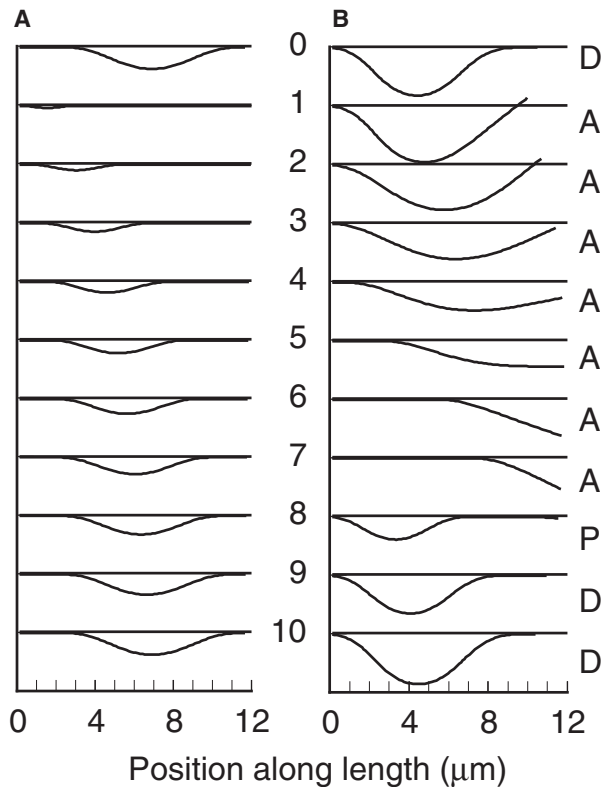 A B
0 D
1 A
2 A
3 A
4 A
5 A
6 A
7 A
8 P
9 D
10 D
0 4 8 12 0 4 8 12
Position along length (μm)